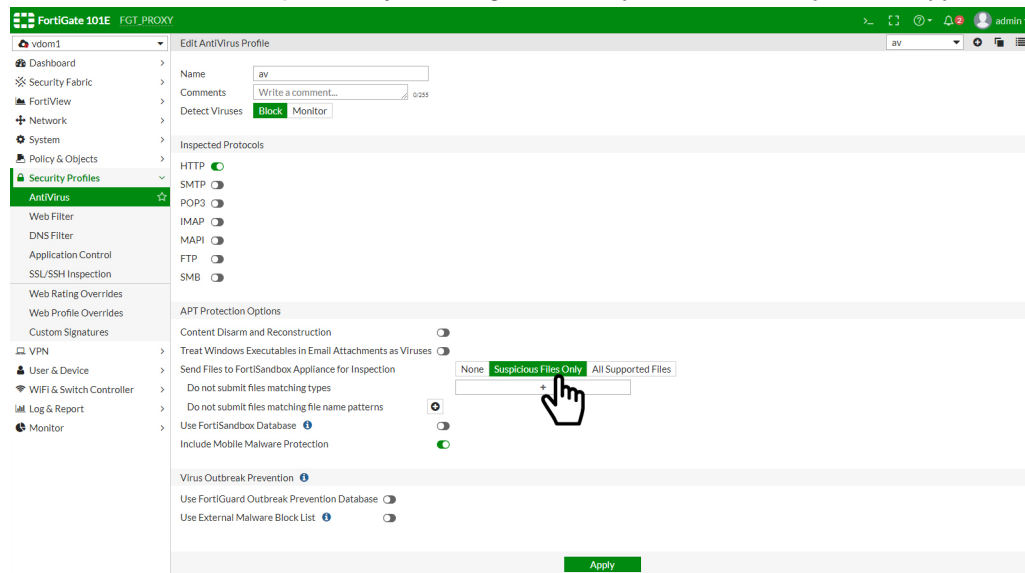 FortiGate 101E FGT_PROXY >_ admin
2
vdom1 Edit AntiVirus Profile av
Dashboard
Security Fabric
FortiView
Network
System
Policy & Objects
Security Profiles
AntiVirus
Web Filter
DNS Filter
Application Control
SSL/SSH Inspection
Web Rating Overrides
Web Profile Overrides
Custom Signatures
VPN
User & Device
WiFi & Switch Controller
Log & Report
Monitor
Name av
Comments Write a comment... 0/255
Detect Viruses Block Monitor
Inspected Protocols
HTTP
SMTP
POP3
IMAP
MAPI
FTP
SMB
APT Protection Options
Content Disarm and Reconstruction
Treat Windows Executables in Email Attachments as Viruses
Send Files to FortiSandbox Appliance for Inspection None Suspicious Files Only All Supported Files
Do not submit files matching types +
Do not submit files matching file name patterns
Use FortiSandbox Database
Include Mobile Malware Protection
Virus Outbreak Prevention
Use FortiGuard Outbreak Prevention Database
Use External Malware Block List
Apply